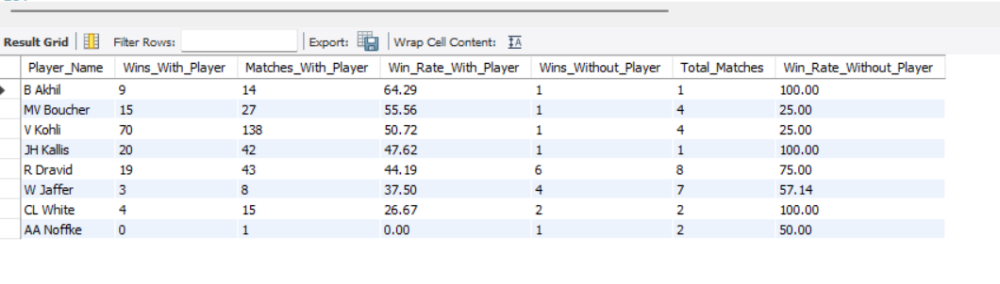 Result Grid Filter Rows: Export: Wrap Cell Content: IA
Player_Name Wins_With_Player Matches_With_Player Win_Rate_With_Player Wins_Without_Player Total_Matches Win_Rate_Without_Player
B Akhil 9 14 64.29 1 1 100.00
MV Boucher 15 27 55.56 1 4 25.00
V Kohli 70 138 50.72 1 4 25.00
JH Kallis 20 42 47.62 1 1 100.00
R Dravid 19 43 44.19 6 8 75.00
W Jaffer 3 8 37.50 4 7 57.14
CL White 4 15 26.67 2 2 100.00
AA Noffke 0 1 0.00 1 2 50.00